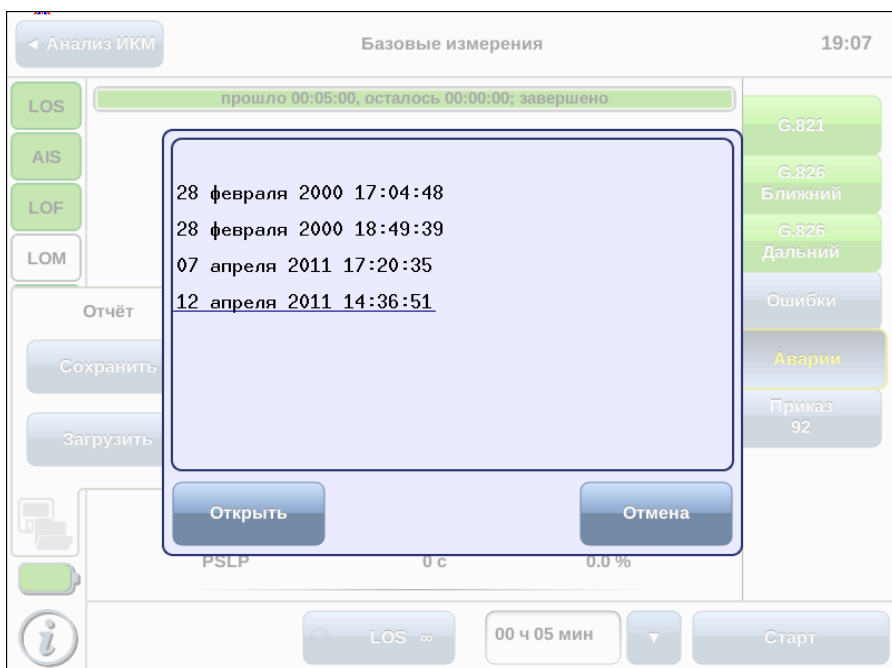 ◄ Анализ ИКМ
Базовые измерения
19:07
LOS
прошло 00:05:00, осталось 00:00:00; завершено
G.821
AIS
G.826
Ближний
LOF
G.826
Дальний
LOM
28 февраля 2000 17:04:48
28 февраля 2000 18:49:39
07 апреля 2011 17:20:35
12 апреля 2011 14:36:51
Отчёт
Ошибки
Сохранить
Аварии
Загрузить
Приказ
92
Открыть
Отмена
PSLP 0 с 0.0 %
i
LOS ∞
00 ч 05 мин
▼
Старт